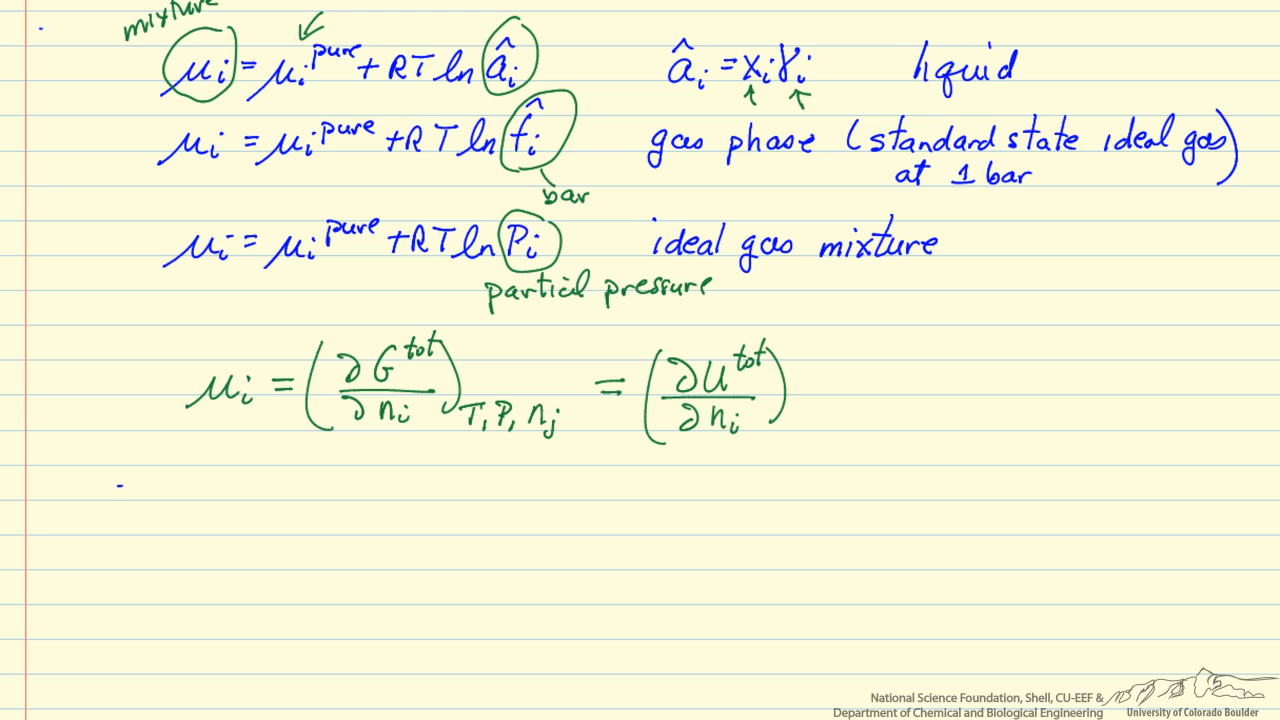 mixture
μi = μi^pure + RT ln âi    âi = xiγi    liquid
μi = μi^pure + RT ln f̂i    gas phase (standard state ideal gas)
at 1 bar
bar
μi = μi^pure + RT ln Pi    ideal gas mixture
partial pressure
μi = (∂G^tot / ∂ni)T, P, nj = (∂U^tot / ∂ni)
National Science Foundation, Shell, CU-EEF &
Department of Chemical and Biological Engineering    University of Colorado Boulder